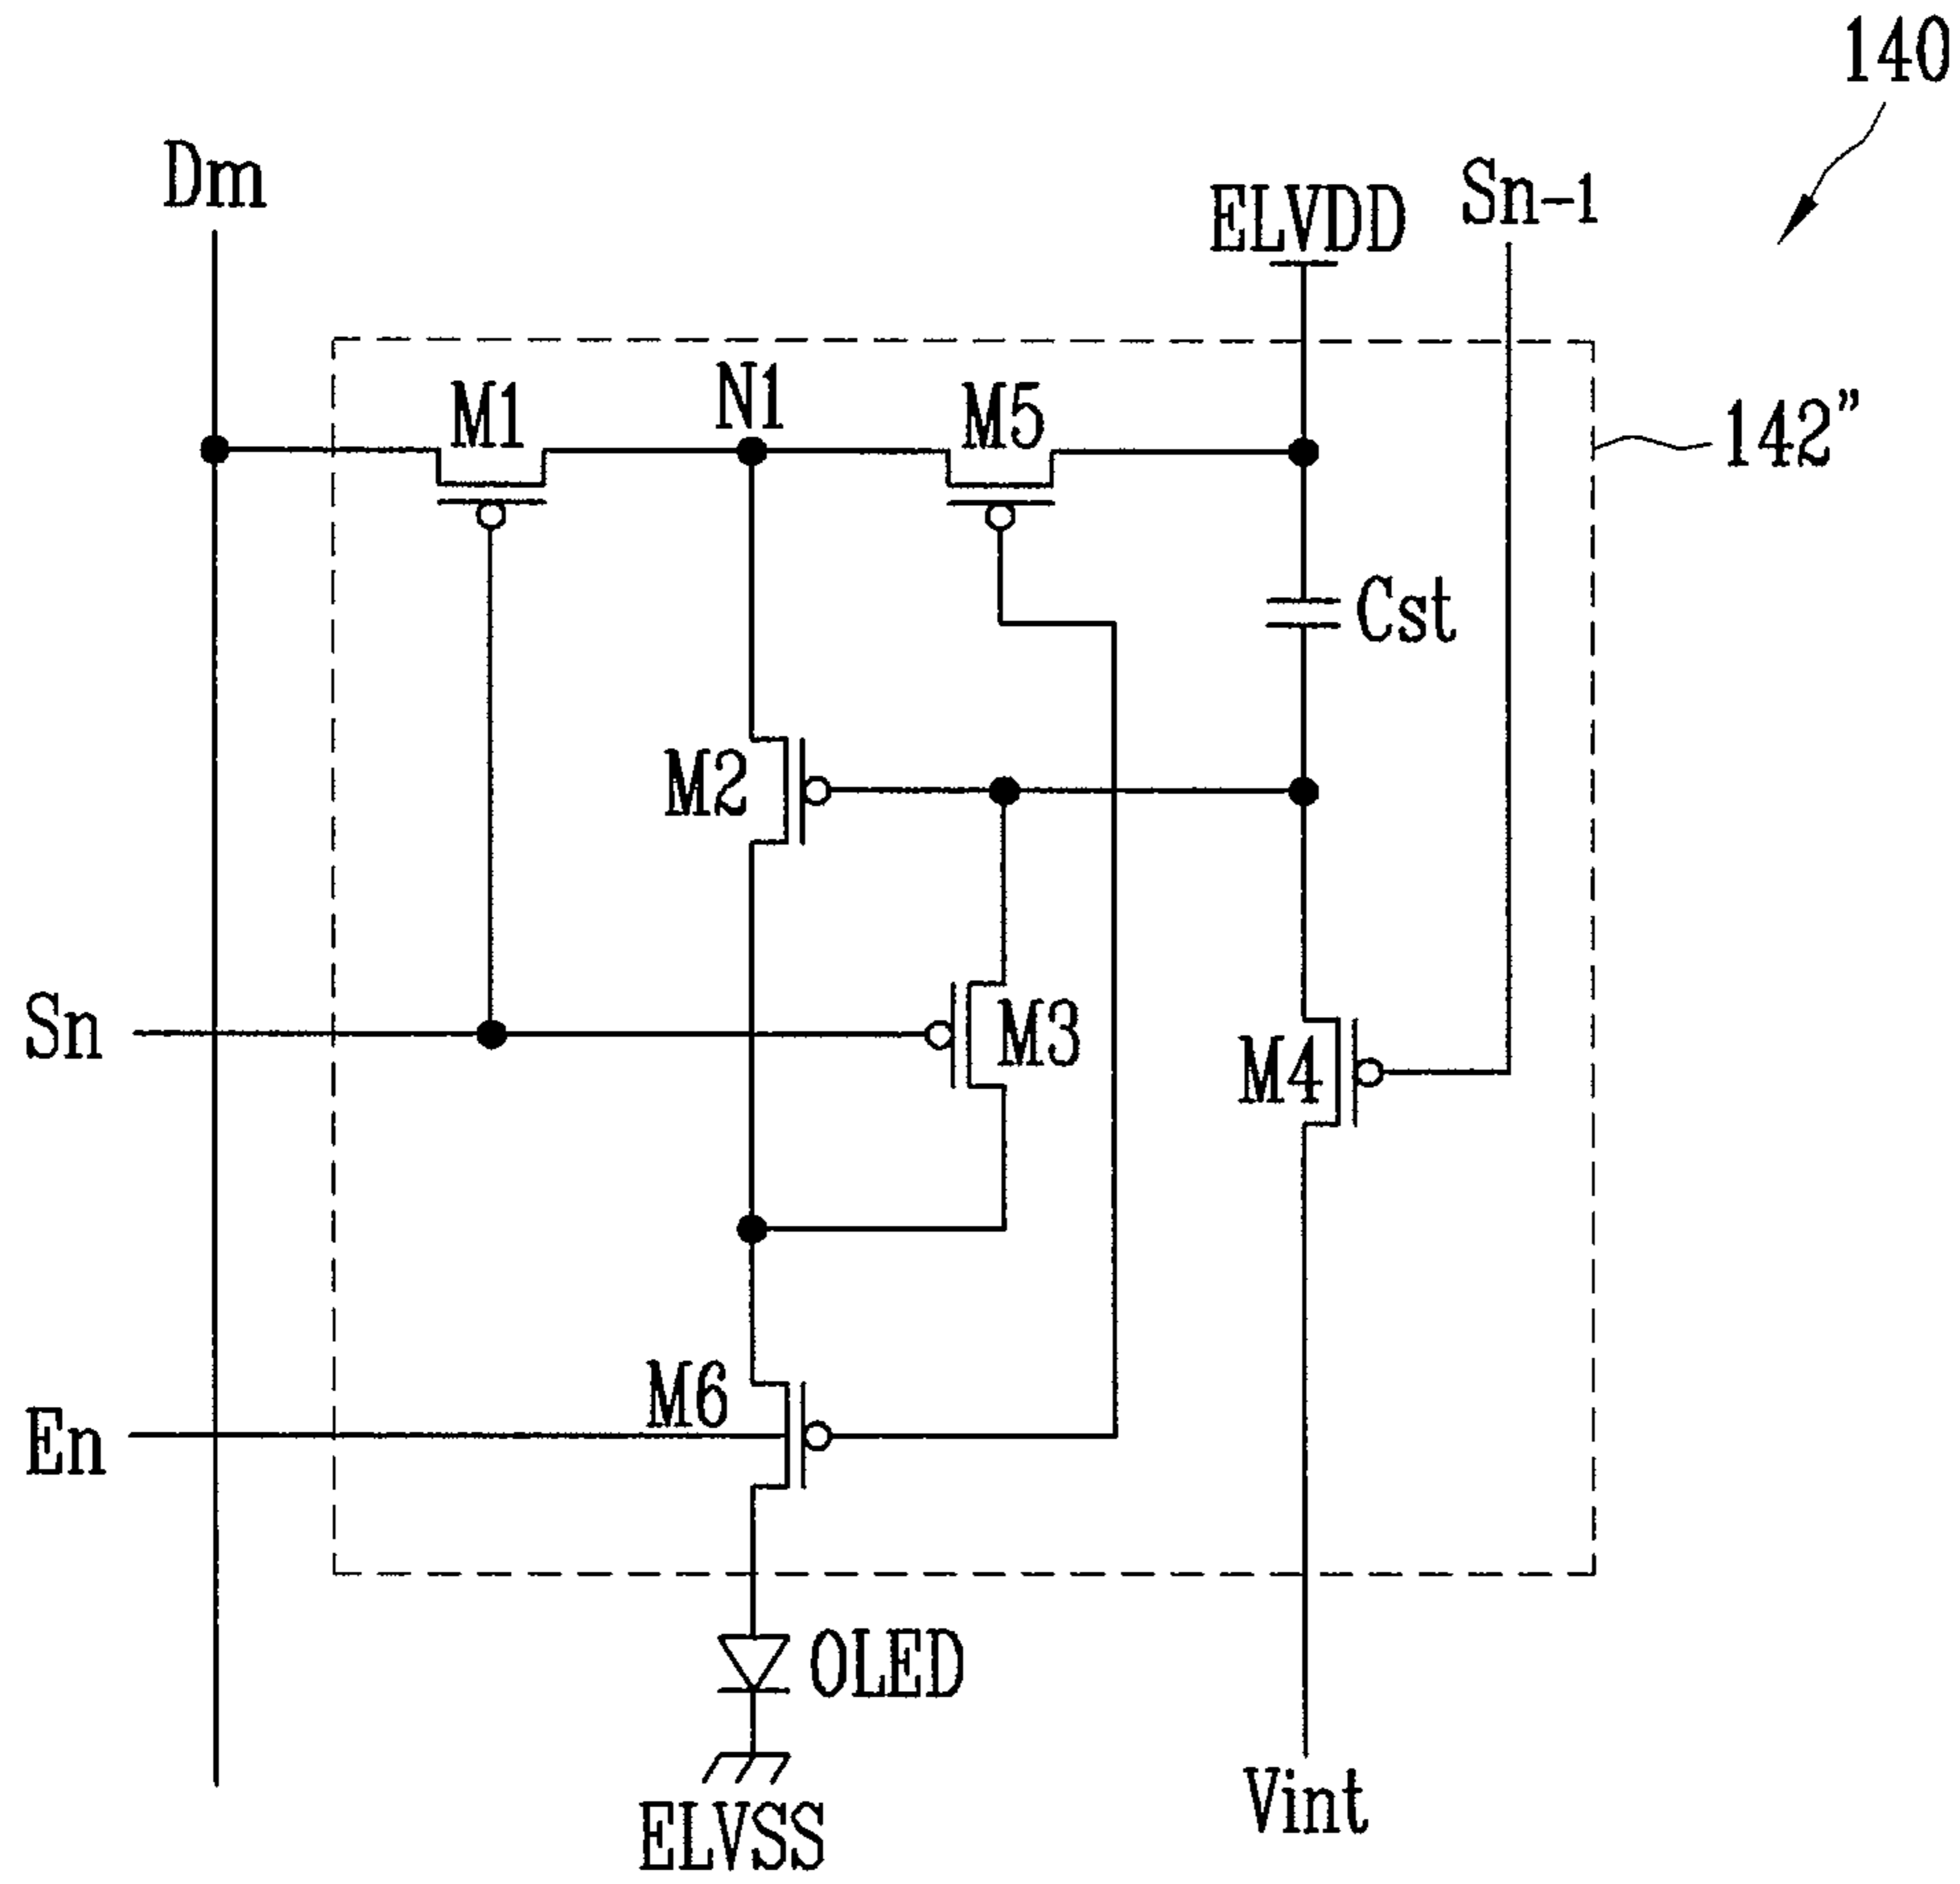 140
Dm
ELVDD
Sn-1
M1
N1
M5
142”
Cst
M2
Sn
M3
M4
M6
En
OLED
Vint
ELVSS